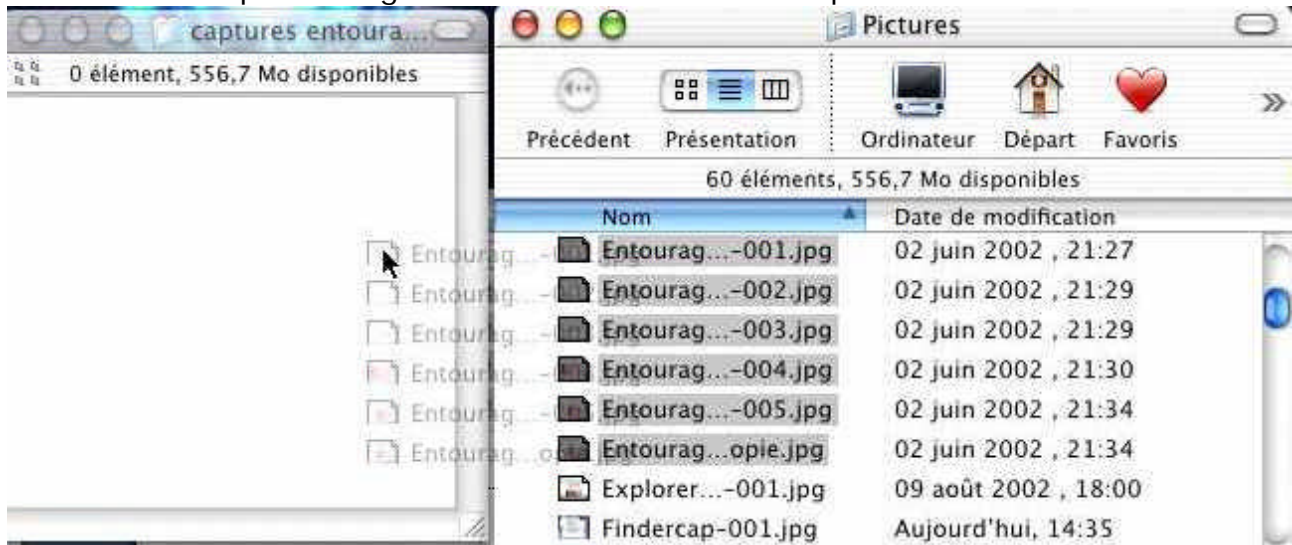 captures entoura...
0 élément, 556,7 Mo disponibles
Pictures
Précédent Présentation Ordinateur Départ Favoris
60 éléments, 556,7 Mo disponibles
Nom Date de modification
Entourag...-001.jpg 02 juin 2002 , 21:27
Entourag...-002.jpg 02 juin 2002 , 21:29
Entourag...-003.jpg 02 juin 2002 , 21:29
Entourag...-004.jpg 02 juin 2002 , 21:30
Entourag...-005.jpg 02 juin 2002 , 21:34
Entourag...opie.jpg 02 juin 2002 , 21:34
Explorer...-001.jpg 09 août 2002 , 18:00
Findercap-001.jpg Aujourd'hui, 14:35